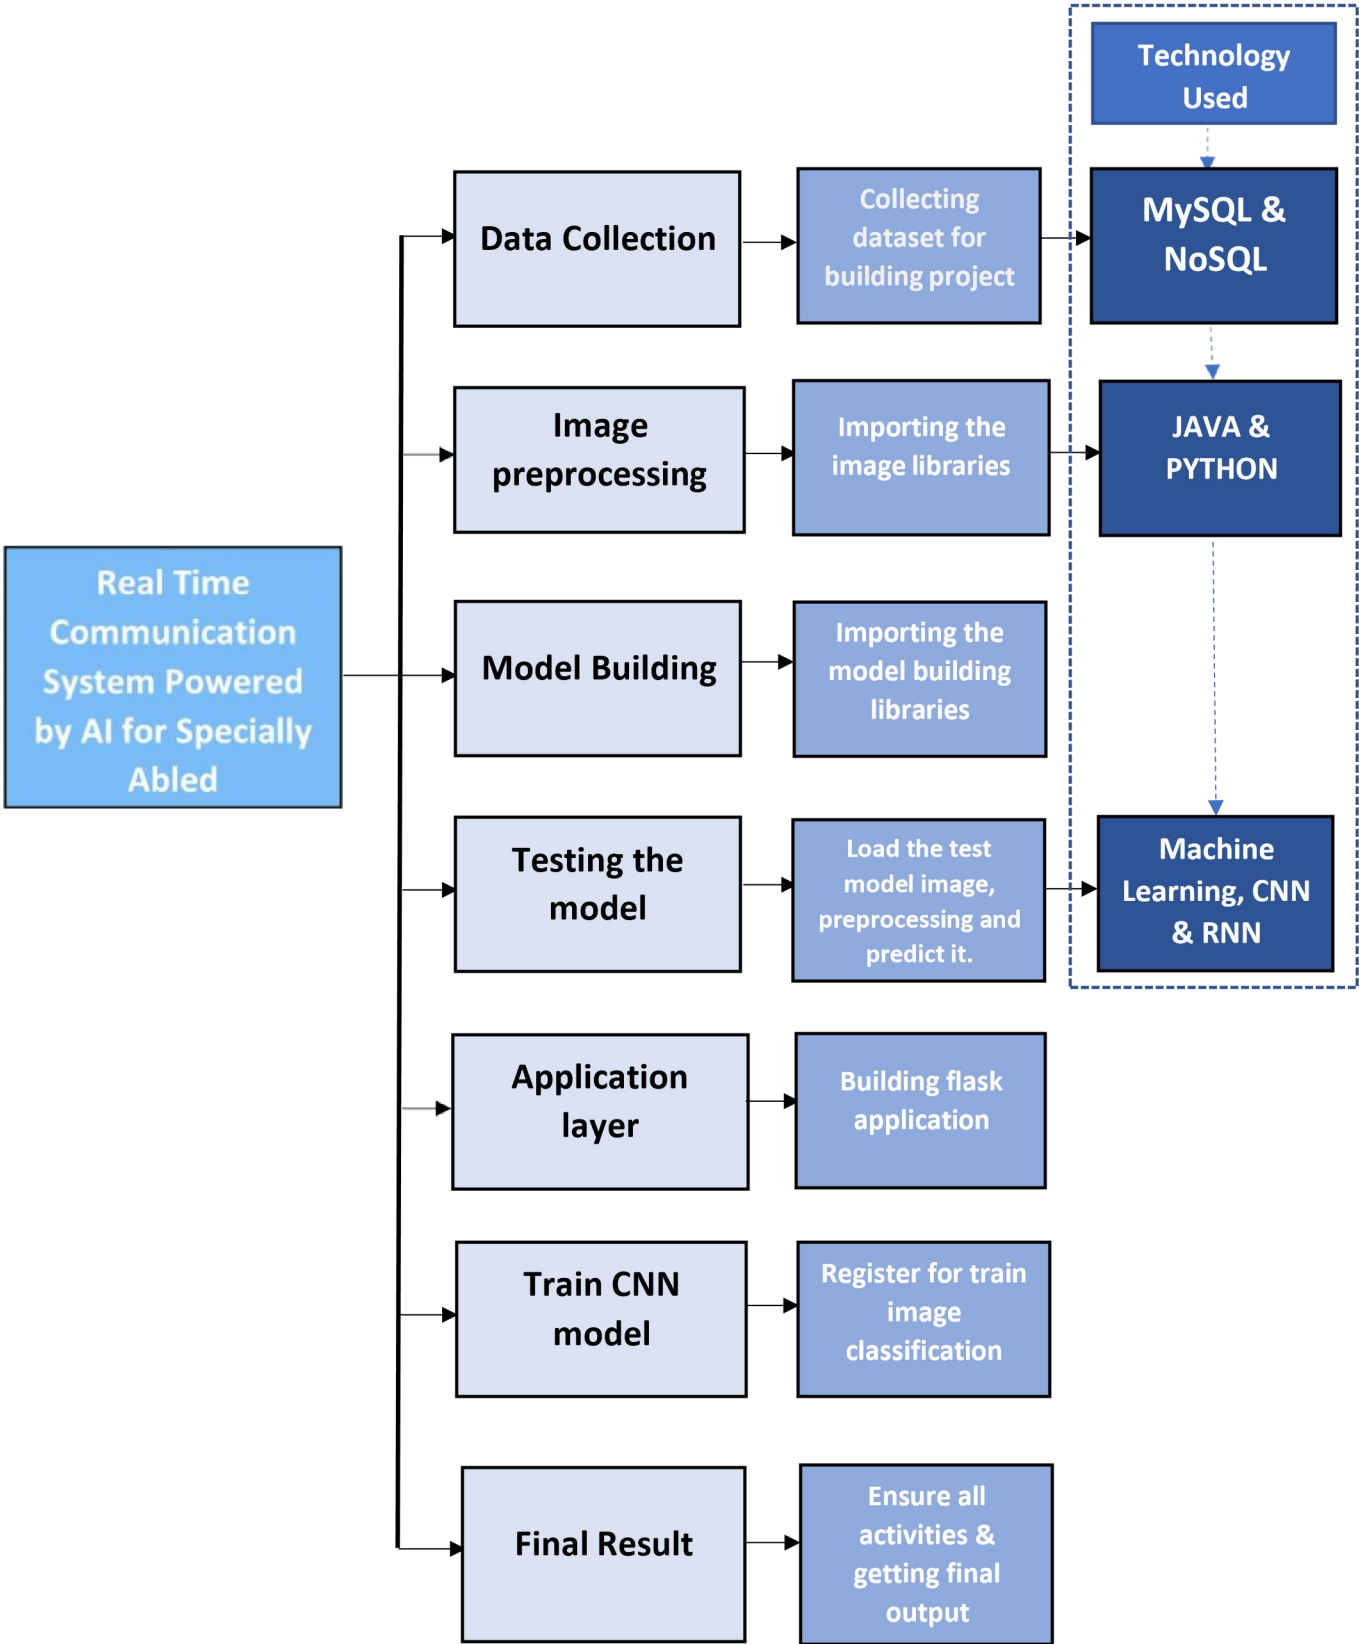 Technology
Used
Data Collection
Collecting
dataset for
building project
MySQL &
NoSQL
Image
preprocessing
Importing the
image libraries
JAVA &
PYTHON
Real Time
Communication
System Powered
by AI for Specially
Abled
Model Building
Importing the
model building
libraries
Testing the
model
Load the test
model image,
preprocessing and
predict it.
Machine
Learning, CNN
& RNN
Application
layer
Building flask
application
Train CNN
model
Register for train
image
classification
Final Result
Ensure all
activities &
getting final
output